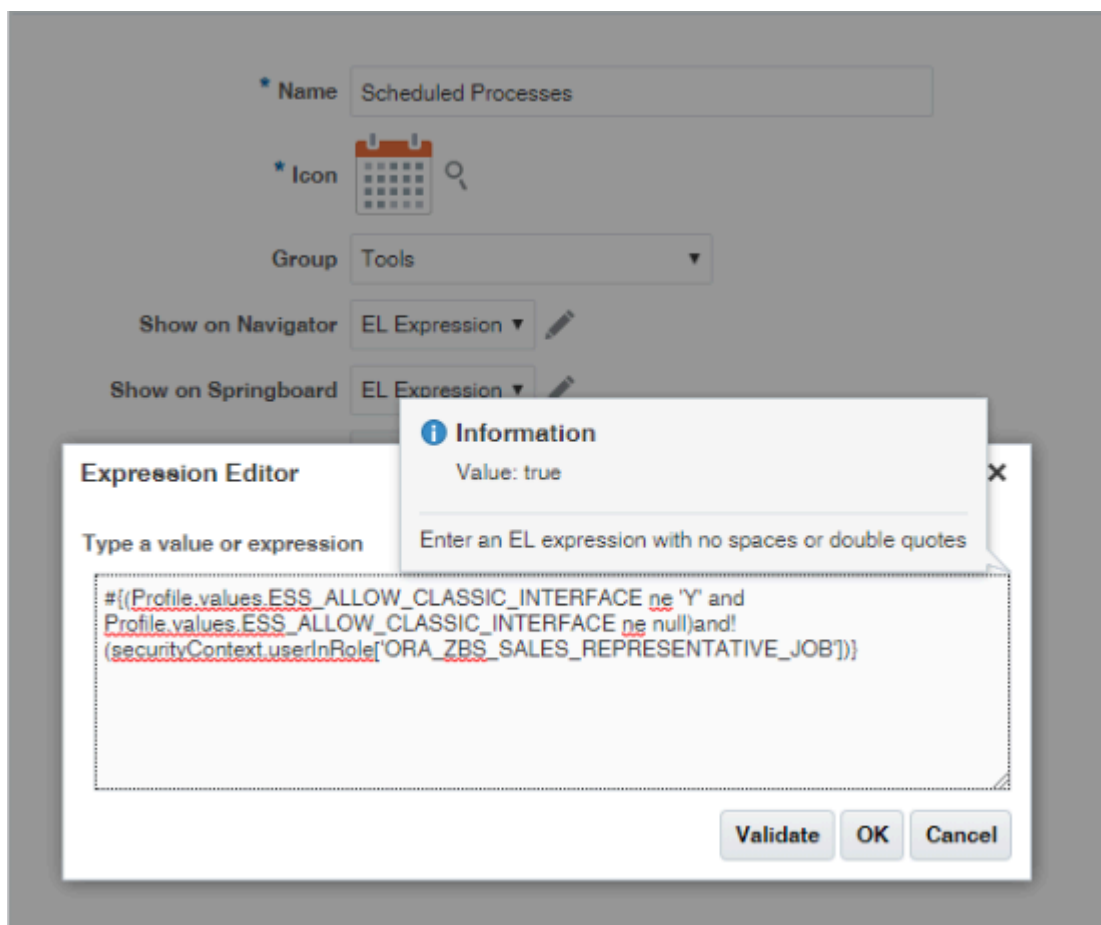 * Name Scheduled Processes
* Icon
Group Tools
Show on Navigator EL Expression
Show on Springboard EL Expression
Information
Value: true
Enter an EL expression with no spaces or double quotes
Expression Editor
Type a value or expression
#{(Profile.values.ESS_ALLOW_CLASSIC_INTERFACE ne 'Y' and
Profile.values.ESS_ALLOW_CLASSIC_INTERFACE ne null)and!
(securityContext.userInRole['ORA_ZBS_SALES_REPRESENTATIVE_JOB'])}
Validate OK Cancel